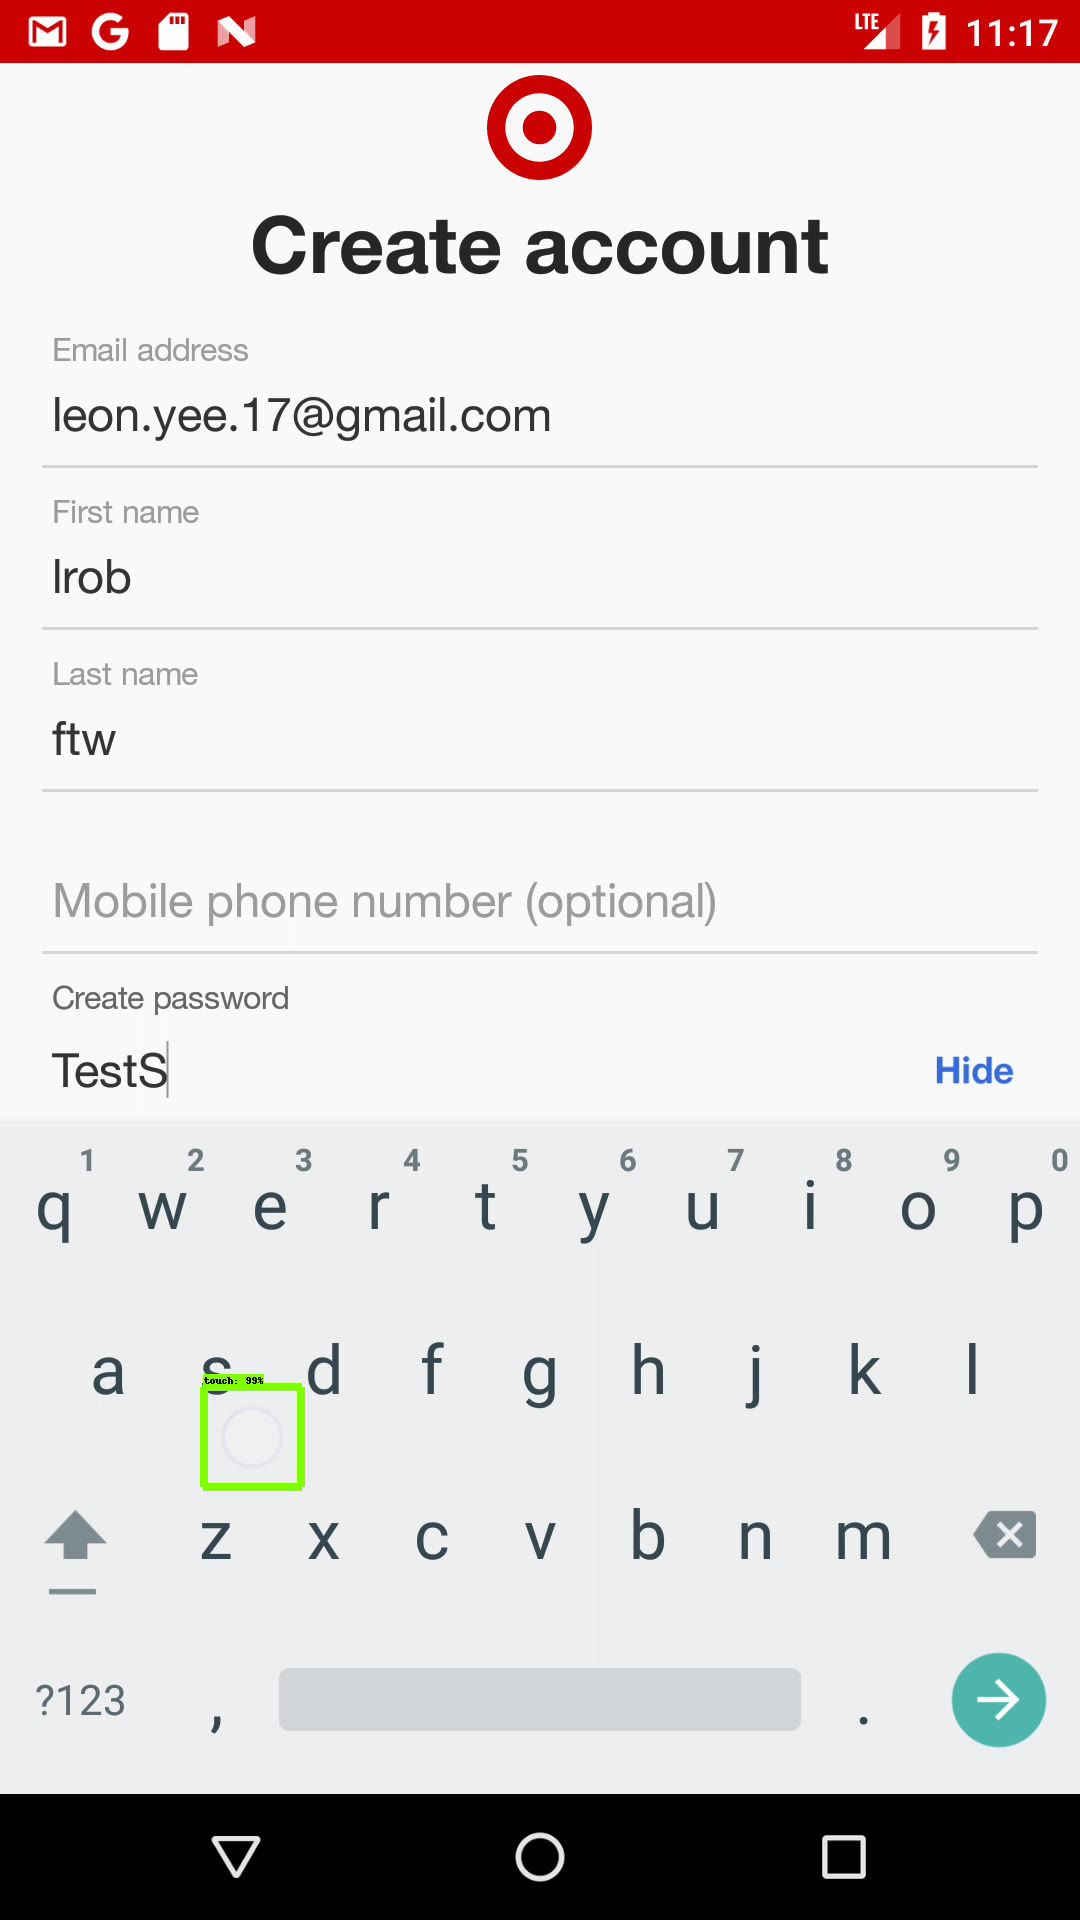 LTE 11:17
Create account
Email address
leon.yee.17@gmail.com
First name
lrob
Last name
ftw
Mobile phone number (optional)
Create password
TestS Hide
1 2 3 4 5 6 7 8 9 0
q w e r t y u i o p
a s d f g h j k l
touch: 99%
z x c v b n m
?123 , .